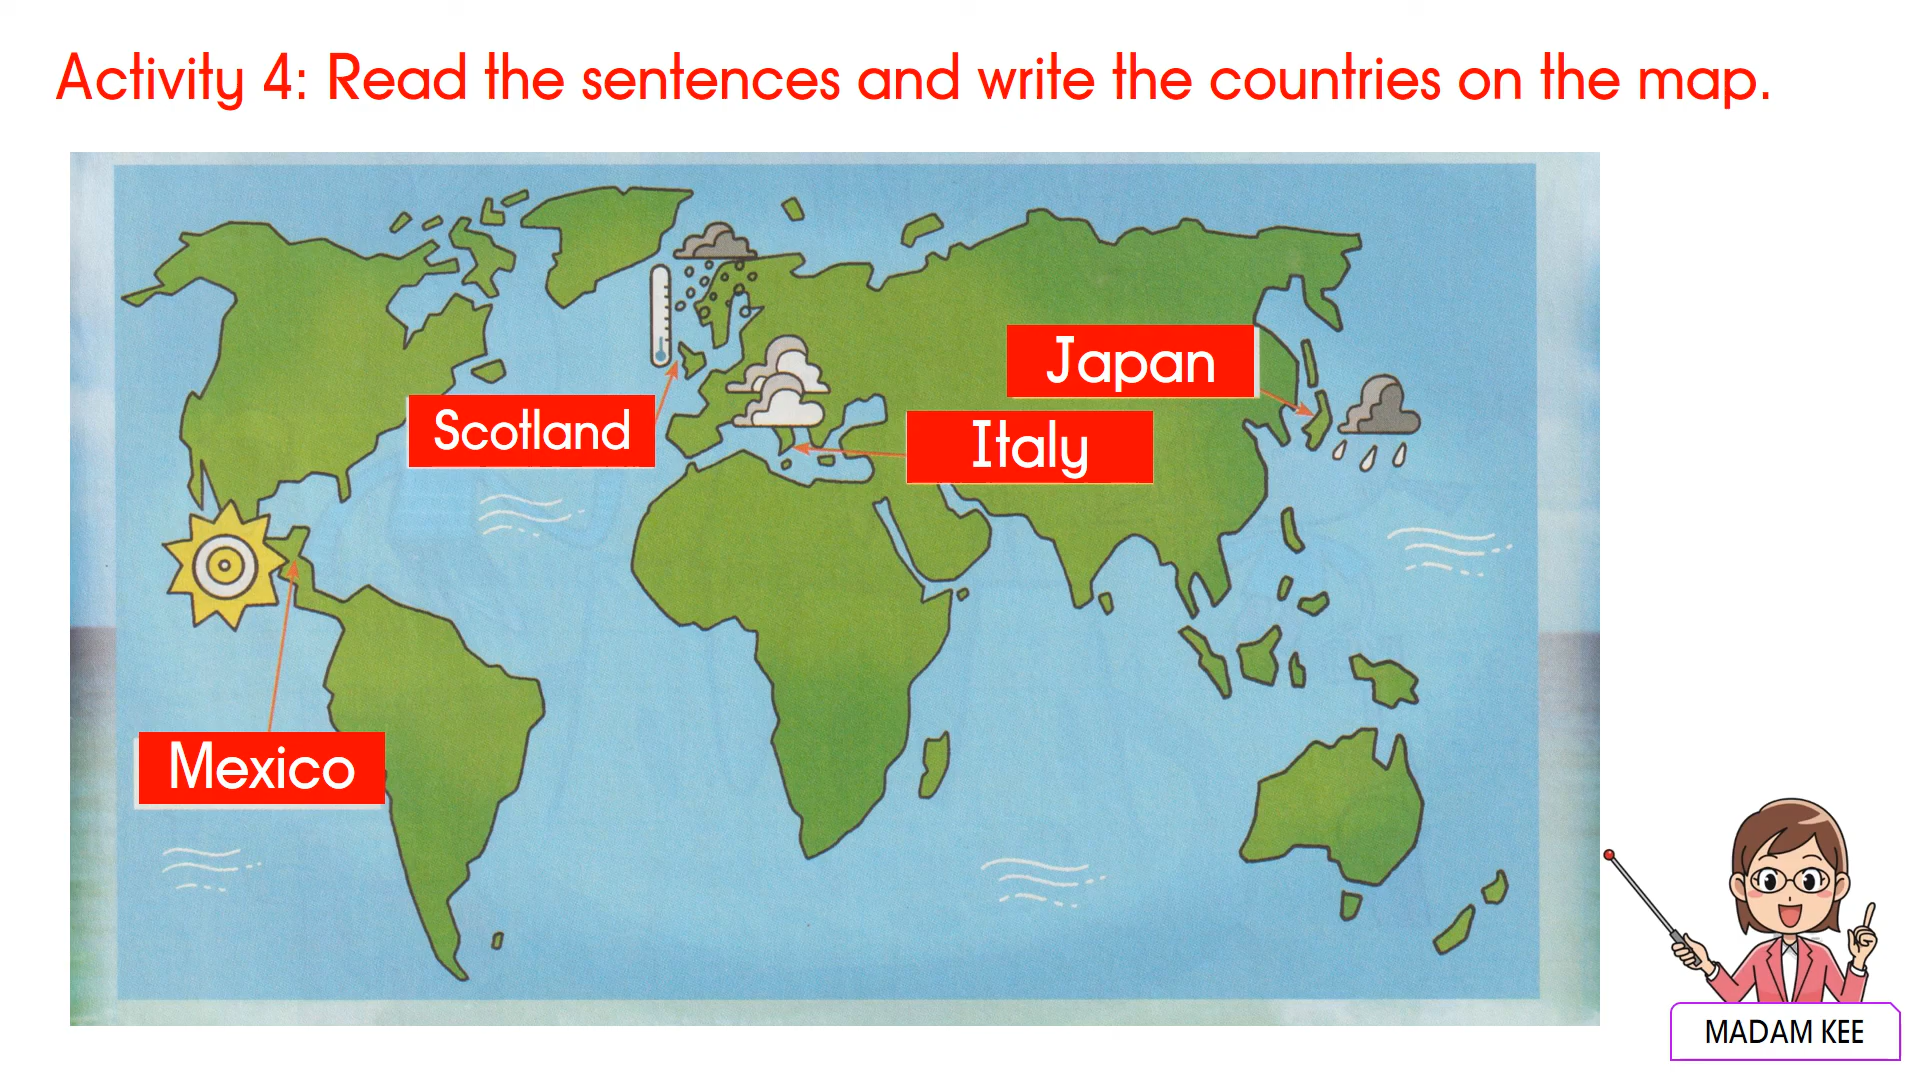 Activity 4: Read the sentences and write the countries on the map.
Japan
Scotland
Italy
Mexico
MADAM KEE